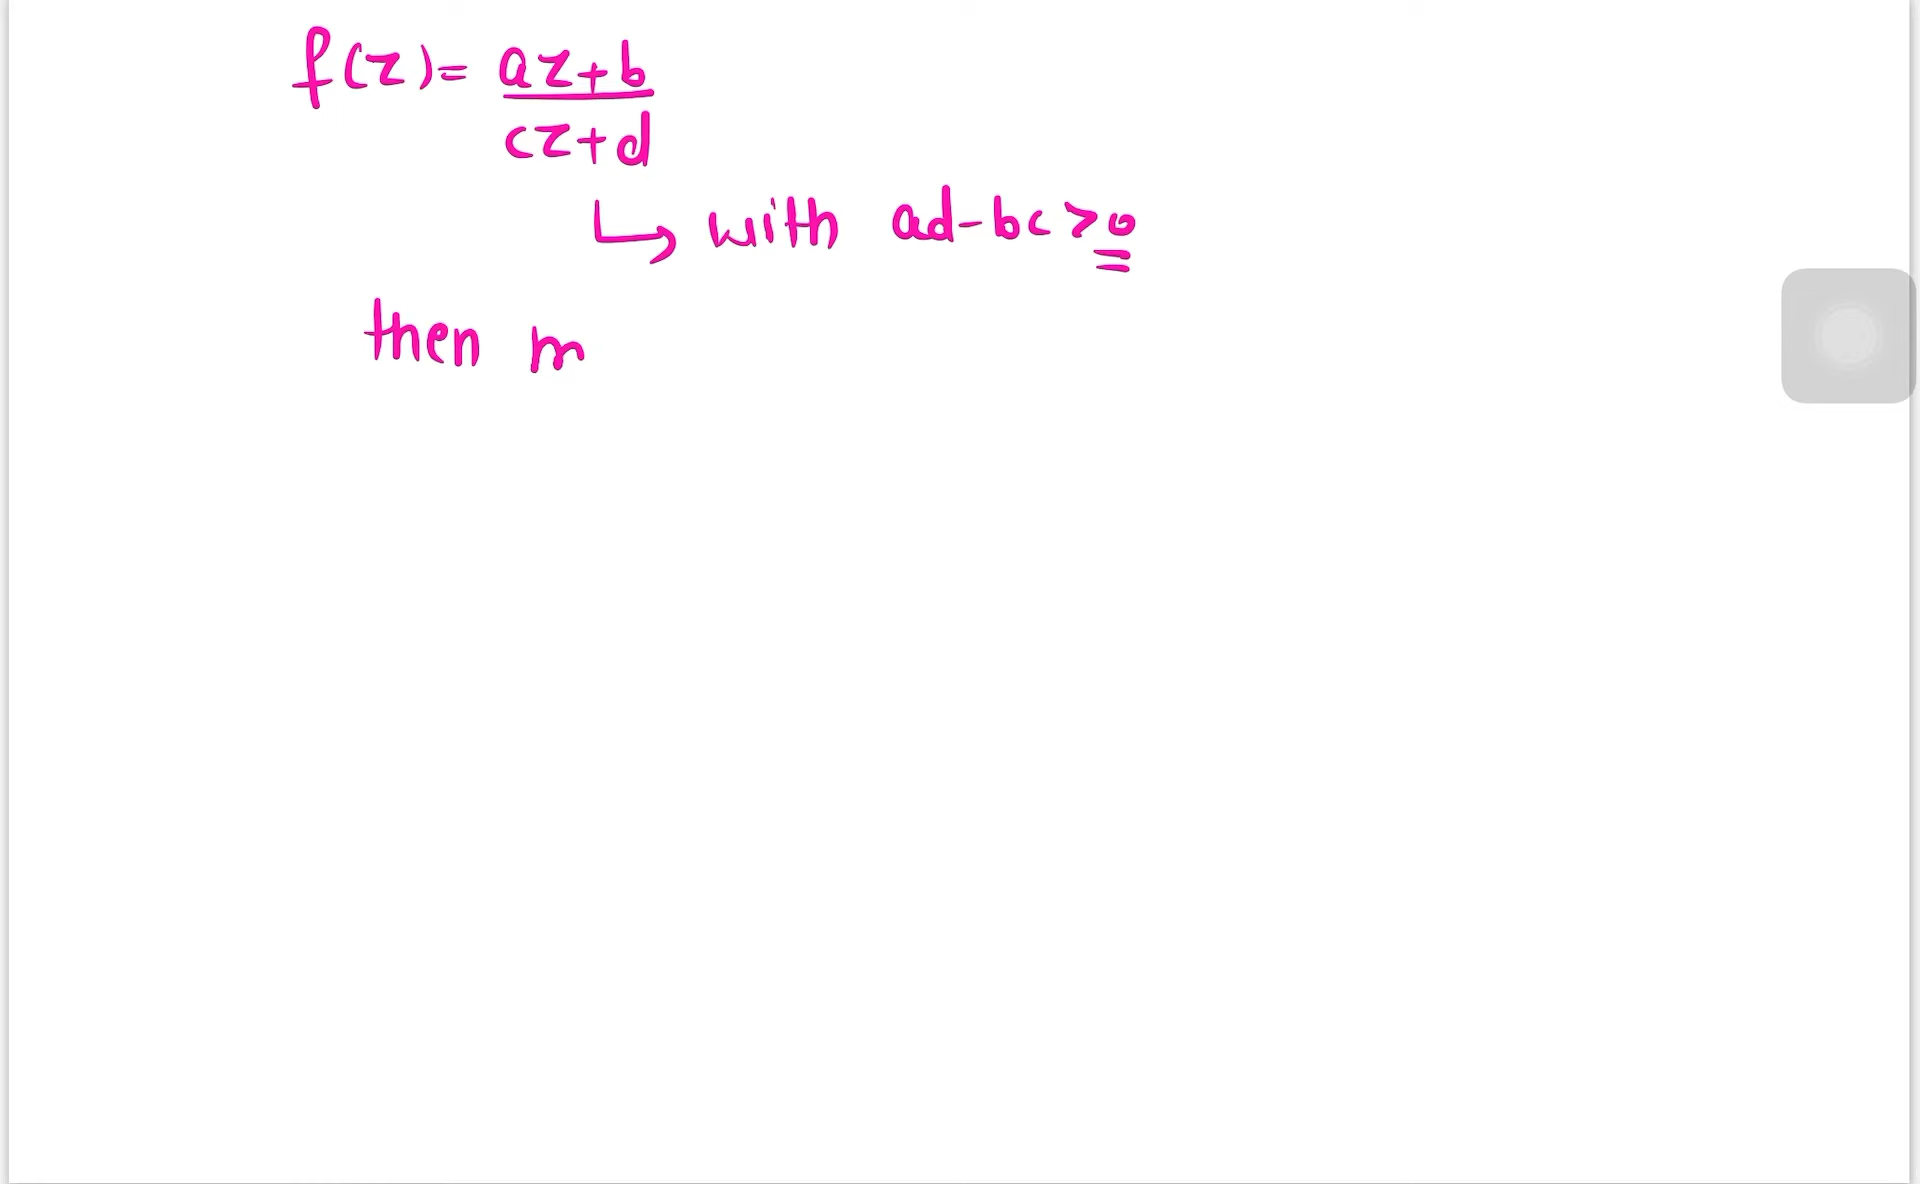 f(z) = az+b
cz+d
↳ with ad-bc>0
then m